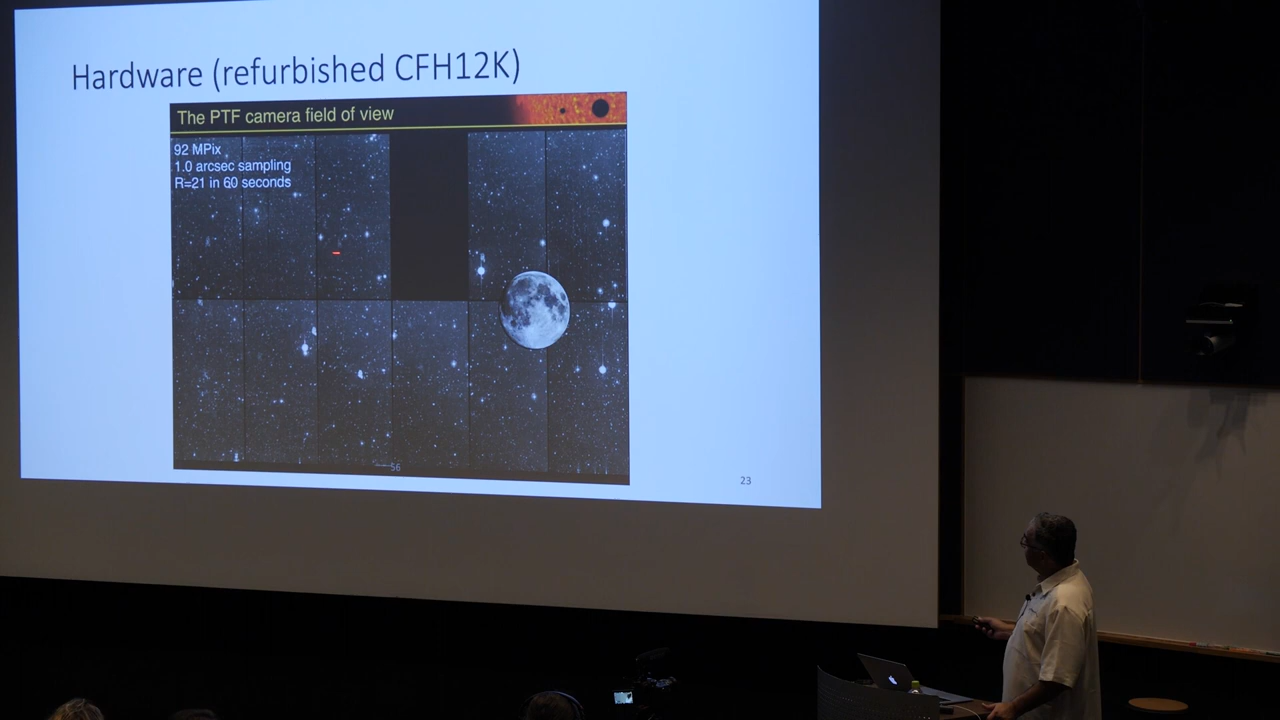 Hardware (refurbished CFH12K)
The PTF camera field of view
92 MPix
1.0 arcsec sampling
R=21 in 60 seconds
56
23